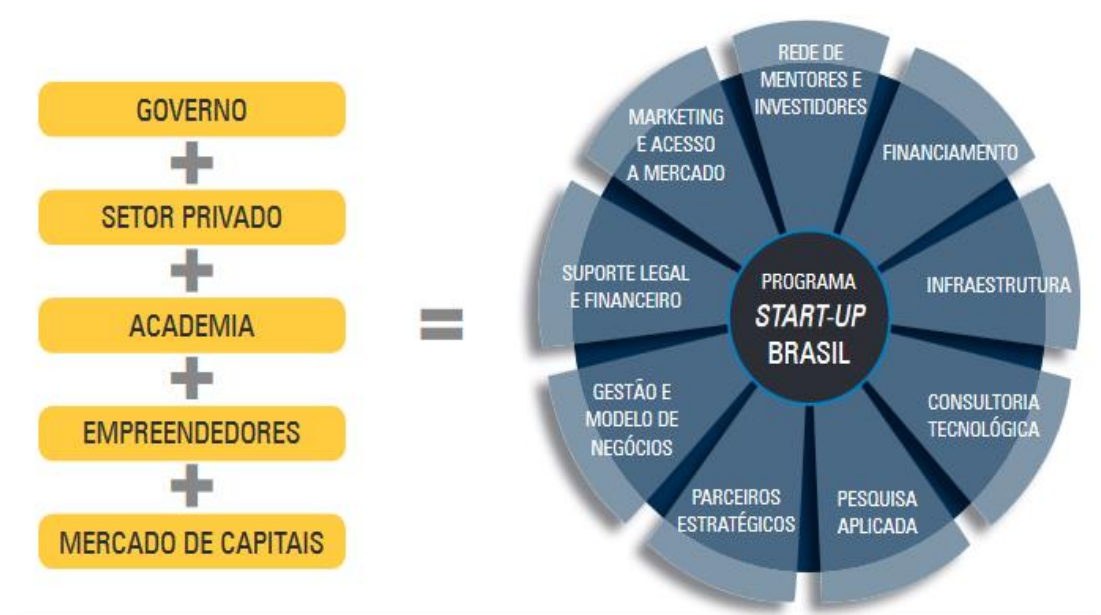 GOVERNO
+
SETOR PRIVADO
+
ACADEMIA
+
EMPREENDEDORES
+
MERCADO DE CAPITAIS
=
PROGRAMA
START-UP
BRASIL
REDE DE
MENTORES E
INVESTIDORES
FINANCIAMENTO
INFRAESTRUTURA
CONSULTORIA
TECNOLÓGICA
PESQUISA
APLICADA
PARCEIROS
ESTRATÉGICOS
GESTÃO E
MODELO DE
NEGÓCIOS
SUPORTE LEGAL
E FINANCEIRO
MARKETING
E ACESSO
A MERCADO